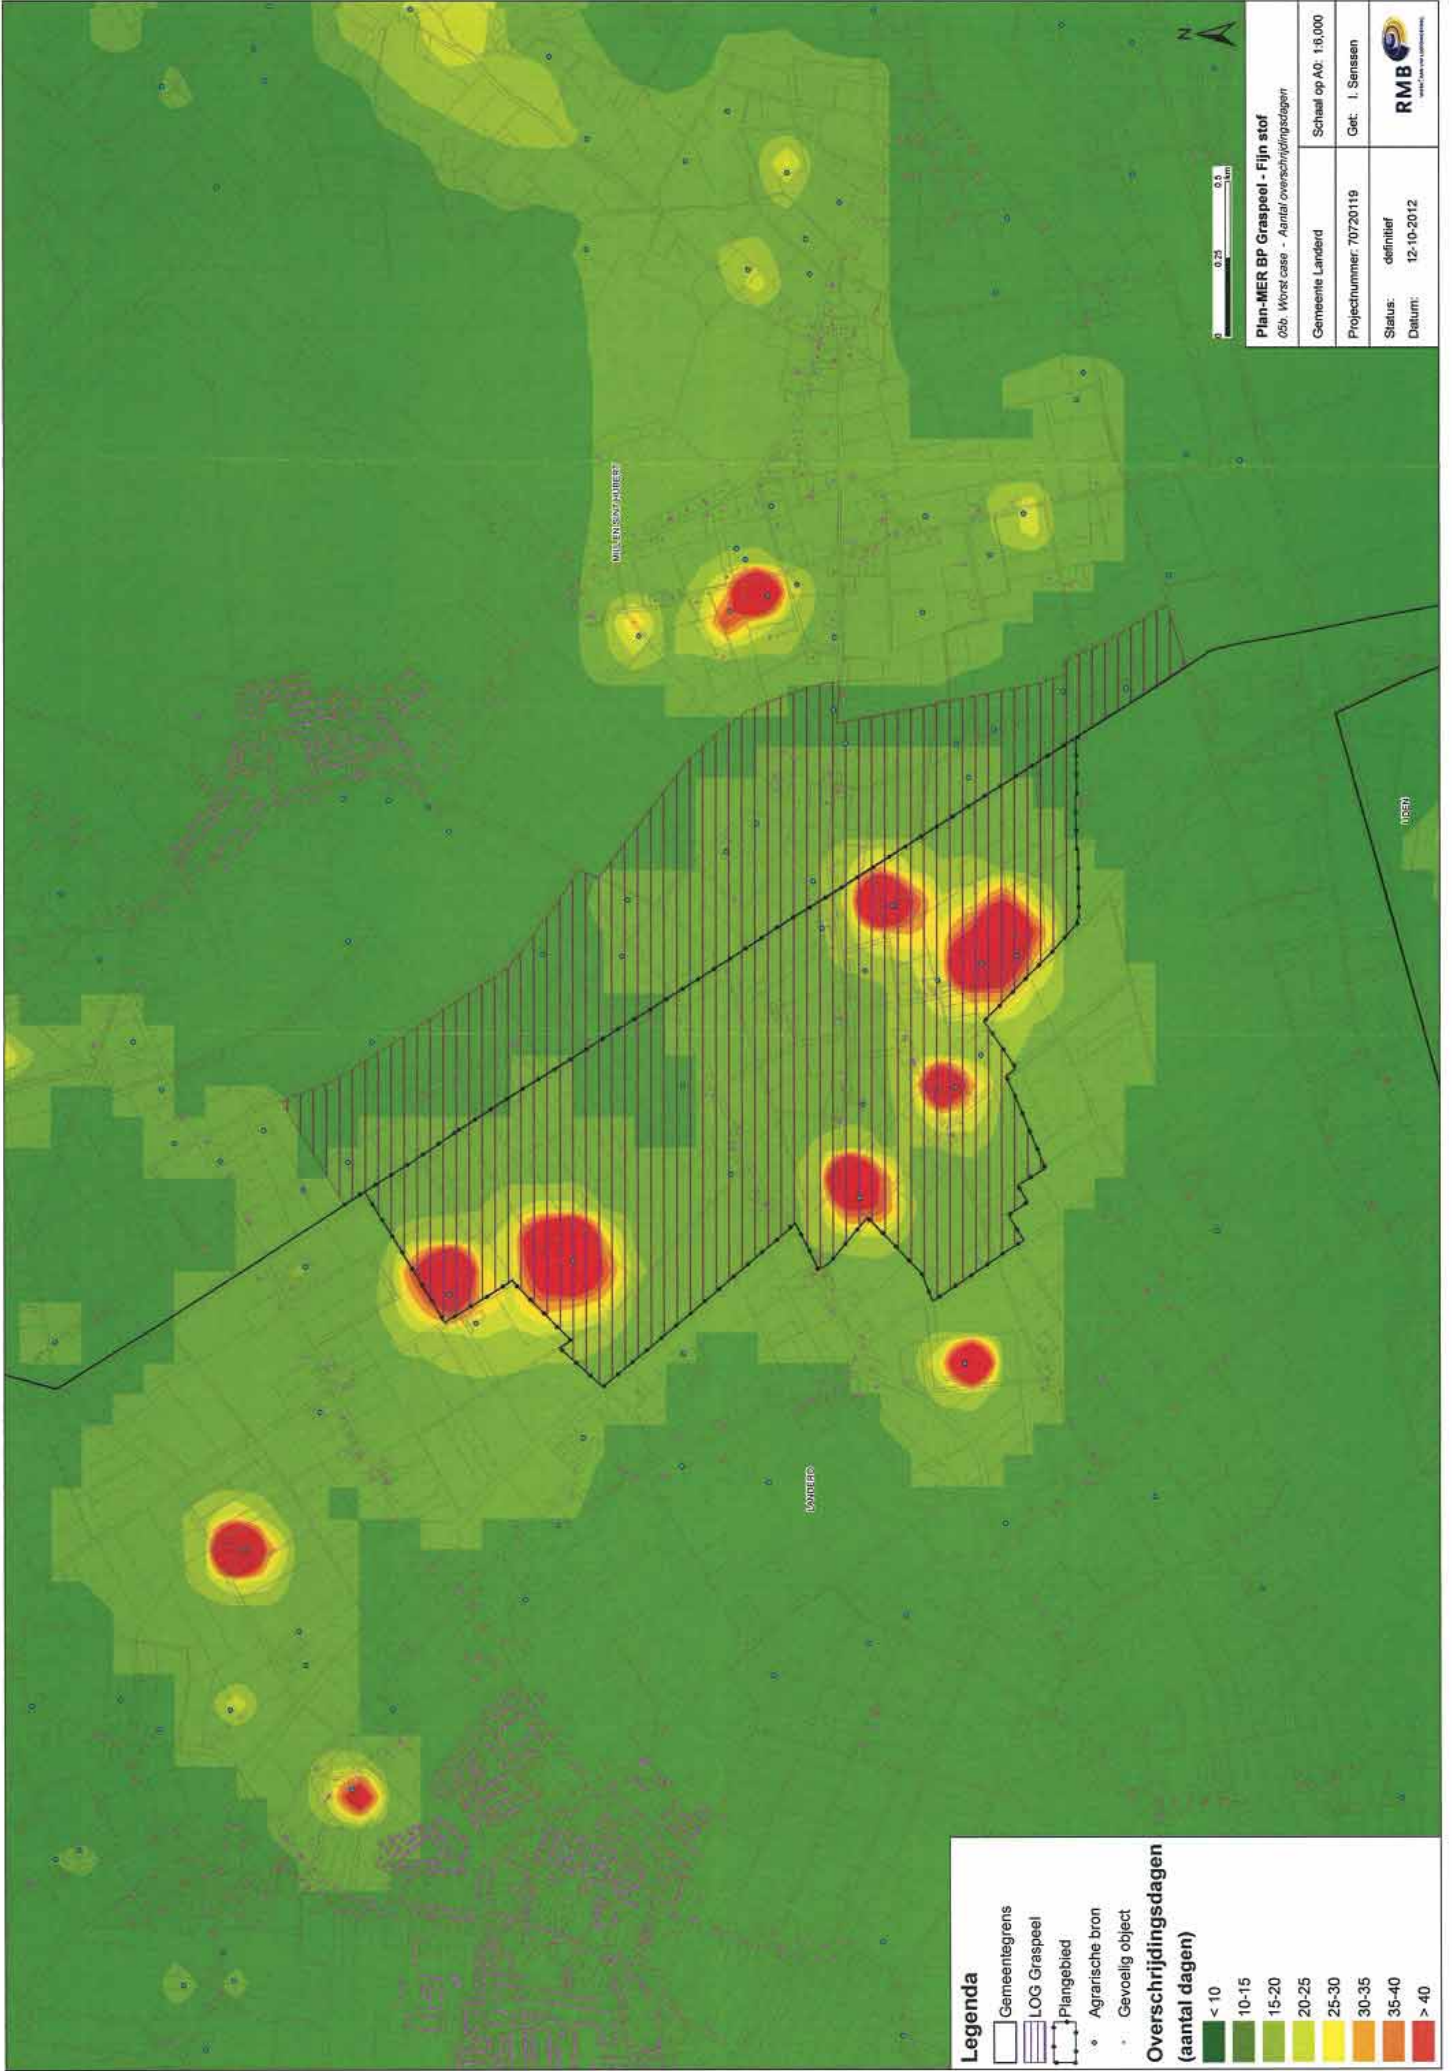 N
0
0.25
0.5
km
Plan-MER BP Graspeel - Fijn stof
05b. Worst case - Aantal overschrijdingsdagen
Gemeente Landerd
Schaal op A0: 1:6,000
Projectnummer: 70720119
Get: I. Senssen
Status: definitief
Datum: 12-10-2012
RMB
MILL EN SINT HUBERT
UDEN
LANDERD
Legenda
Gemeentegrens
LOG Graspeel
Plangebied
Agrarische bron
Gevoelig object
Overschrijdingsdagen
(aantal dagen)
< 10
10-15
15-20
20-25
25-30
30-35
35-40
> 40